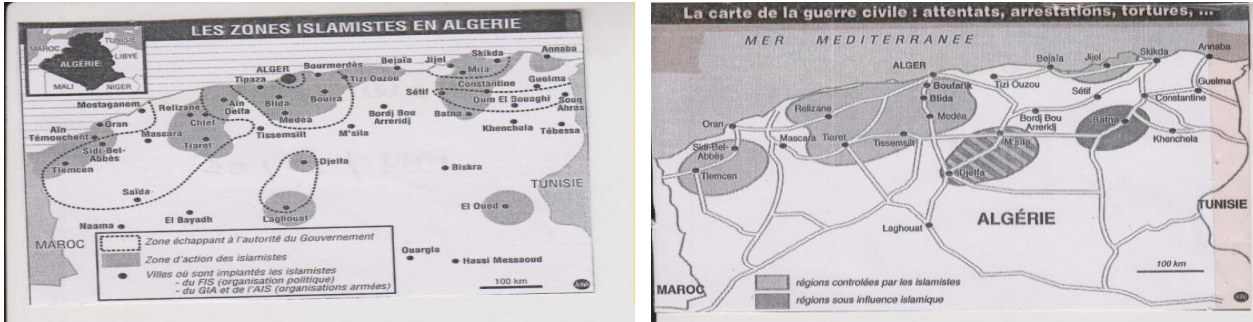 LES ZONES ISLAMISTES EN ALGERIE
MAROC
TUNISIE
LIBYE
ALGÉRIE
MALI
NIGER
ALGER
Tipaza
Bourmerdès
Tizi Ouzou
Bejaïa
Jijel
Skikda
Mila
Annaba
Constantine
Guelma
Sétif
Oum El Souaghi
Souq
Ahras
Batna
Khenchela
Tébessa
Mostaganem
Relizane
Chlef
Aïn
Blida
Bouira
Médéa
Bordj Bou
Arreridj
M'sila
Oran
Aïn
Témouchent
Sidi-Bel-
Abbès
Mascara
Tiaret
Tissemsilt
Tlemcen
Saïda
Djelfa
Biskra
TUNISIE
Laghouat
El Oued
Naama
El Bayadh
MAROC
Ouargla
Hassi Messaoud
Zone échappant à l'autorité du Gouvernement
Zone d'action des islamistes
Villes où sont implantés les islamistes
- du FIS (organisation politique)
- du GIA et de l'AIS (organisations armées)
100 km
La carte de la guerre civile : attentats, arrestations, tortures, ...
MER MEDITERRANEE
ALGER
Boufarik
Blida
Médéa
Tizi Ouzou
Bejaïa
Jijel
Skikda
Annaba
Guelma
Constantine
Sétif
Bordj Bou
Arreridj
Batna
Khenchela
Relizane
Oran
Mascara
Tiaret
Tissemsilt
M'sila
Sidi-Bel-
Abbès
Tlemcen
Djelfa
Laghouat
ALGÉRIE
TUNISIE
MAROC
100 km
régions controlées par les islamistes
régions sous influence islamique